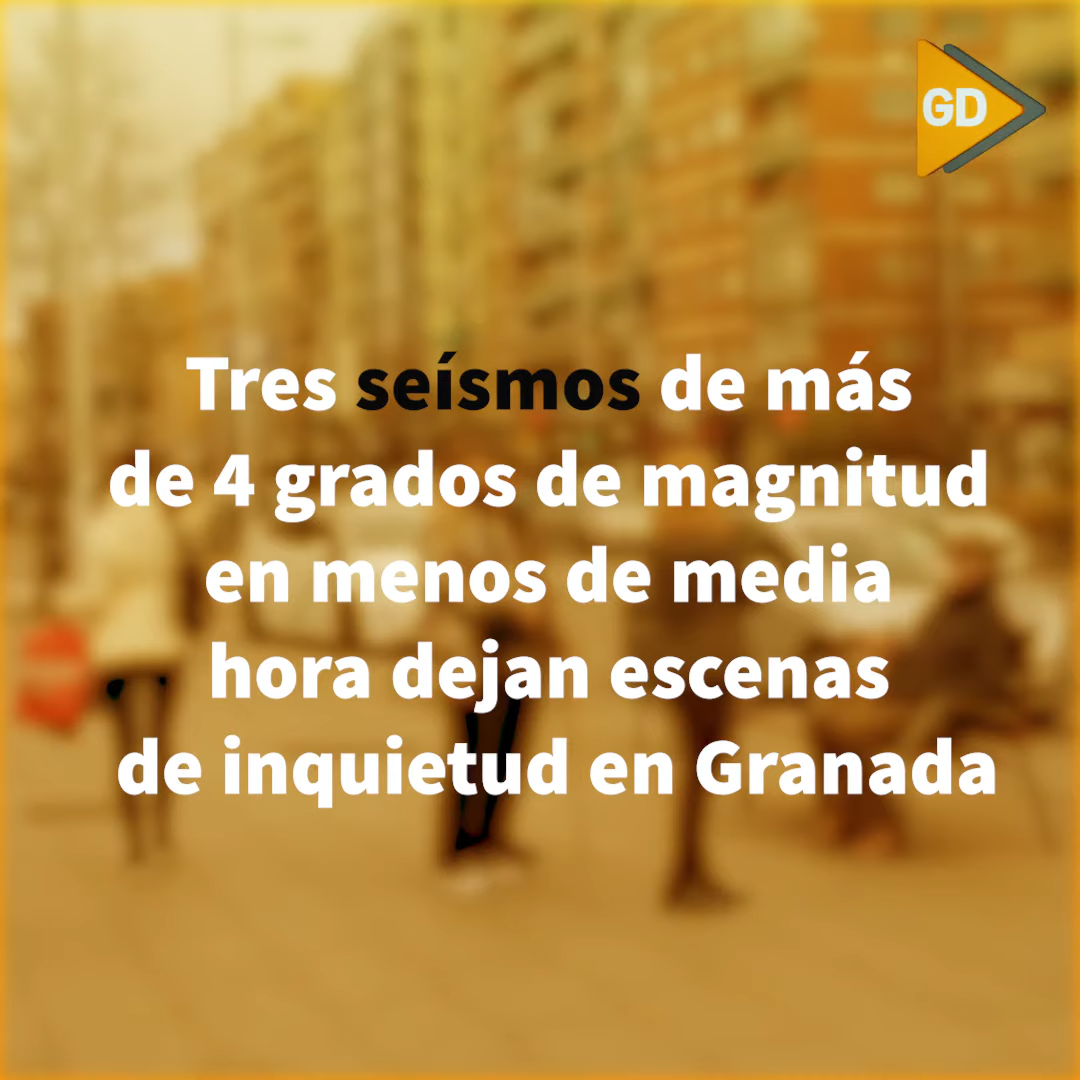 GD
Tres seísmos de más
de 4 grados de magnitud
en menos de media
hora dejan escenas
de inquietud en Granada